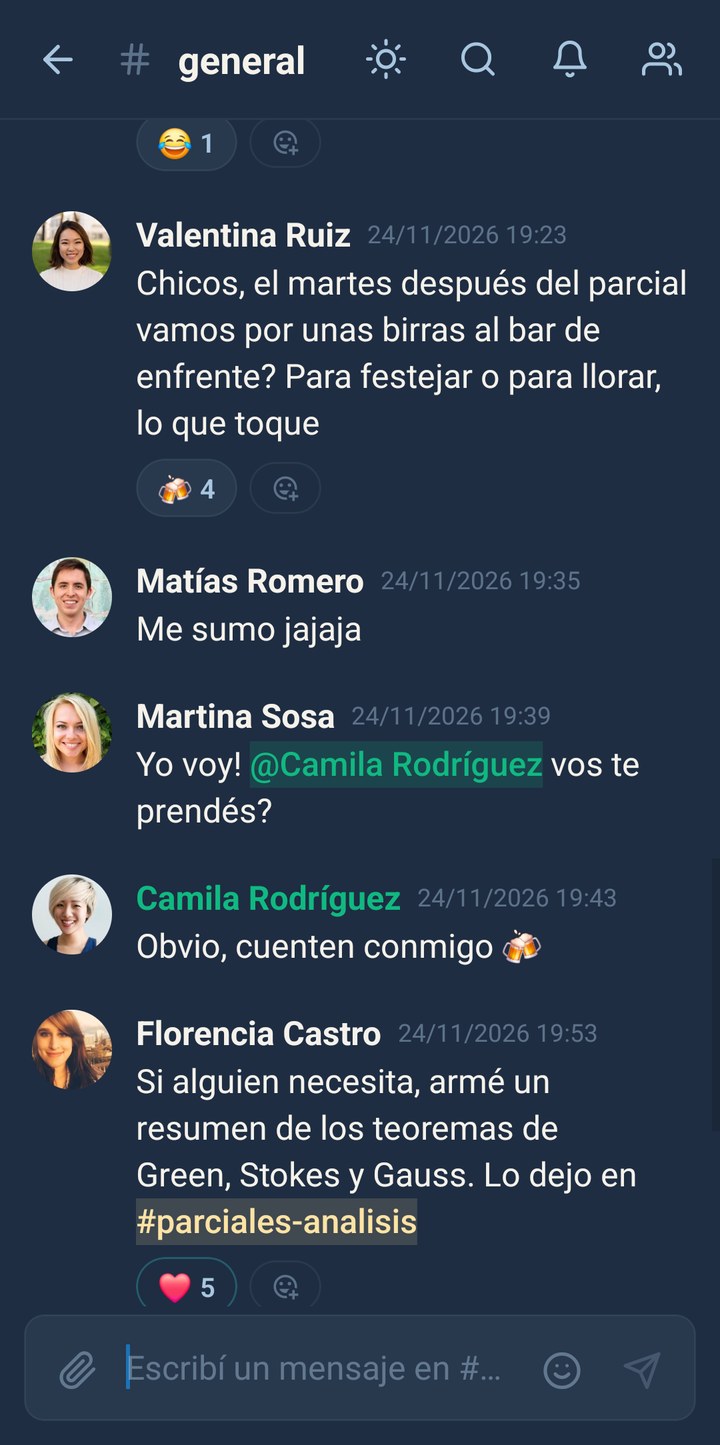 # general
😂 1
Valentina Ruiz 24/11/2026 19:23
Chicos, el martes después del parcial
vamos por unas birras al bar de
enfrente? Para festejar o para llorar,
lo que toque
🍻 4
Matías Romero 24/11/2026 19:35
Me sumo jajaja
Martina Sosa 24/11/2026 19:39
Yo voy! @Camila Rodríguez vos te
prendés?
Camila Rodríguez 24/11/2026 19:43
Obvio, cuenten conmigo 🍻
Florencia Castro 24/11/2026 19:53
Si alguien necesita, armé un
resumen de los teoremas de
Green, Stokes y Gauss. Lo dejo en
#parciales-analisis
❤️ 5
Escribí un mensaje en #...